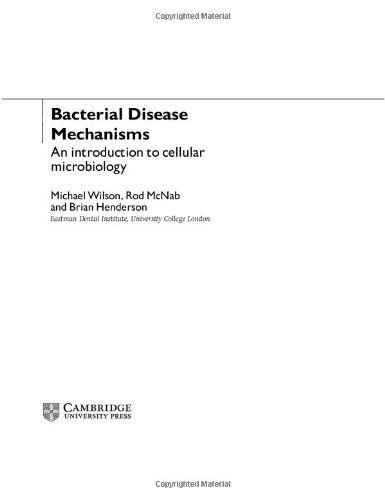 Copyrighted Material
Bacterial Disease
Mechanisms
An introduction to cellular
microbiology
Michael Wilson, Rod McNab
and Brian Henderson
Eastman Dental Institute, University College London
CAMBRIDGE
UNIVERSITY PRESS
Copyrighted Material